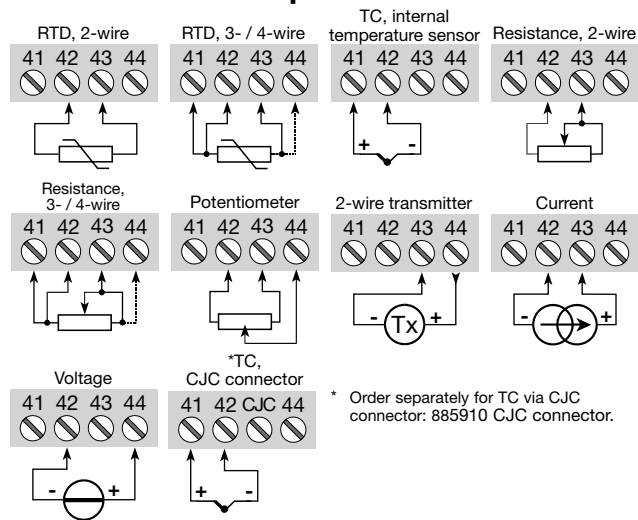 RTD, 2-wire
41 42 43 44
RTD, 3- / 4-wire
41 42 43 44
TC, internal
temperature sensor
41 42 43 44
+ -
Resistance, 2-wire
41 42 43 44
Resistance,
3- / 4-wire
41 42 43 44
Potentiometer
41 42 43 44
2-wire transmitter
41 42 43 44
- Tx +
Current
41 42 43 44
- +
Voltage
41 42 43 44
- +
*TC,
CJC connector
41 42 CJC 44
+ -
* Order separately for TC via CJC
connector: 885910 CJC connector.